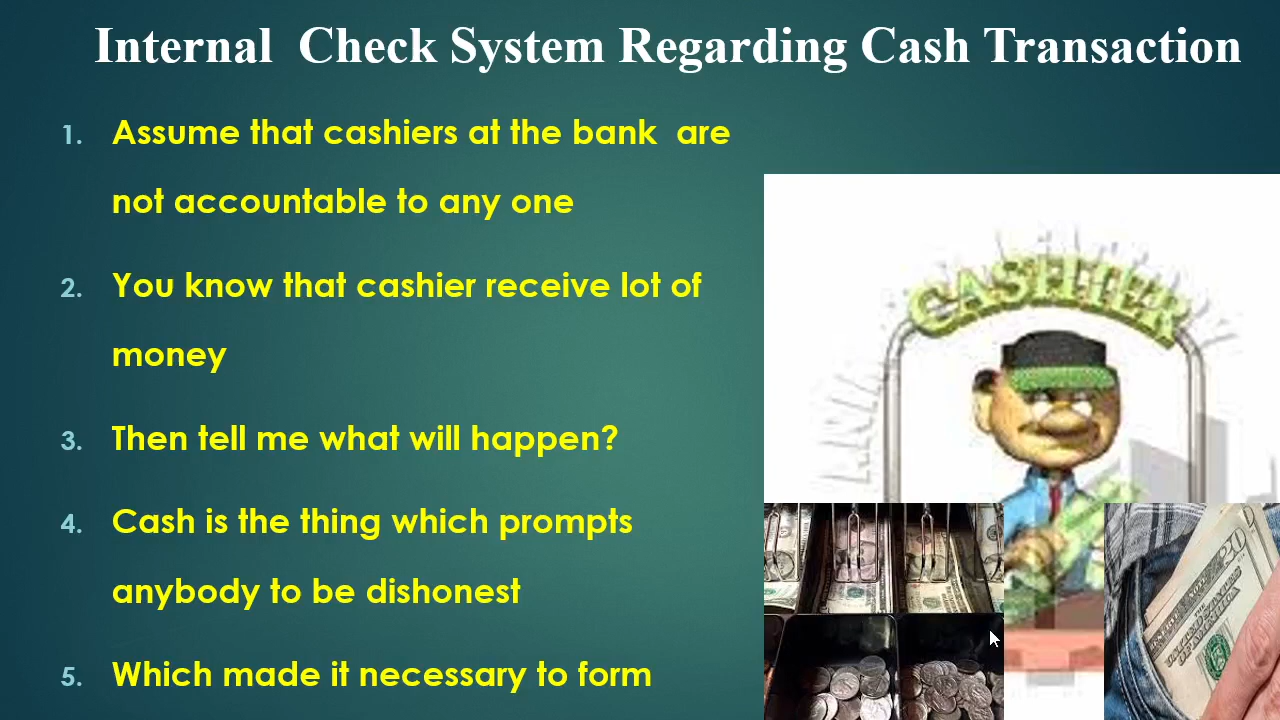 Internal Check System Regarding Cash Transaction
1. Assume that cashiers at the bank are
not accountable to any one
2. You know that cashier receive lot of
money
3. Then tell me what will happen?
4. Cash is the thing which prompts
anybody to be dishonest
5. Which made it necessary to form
CASHIER
20